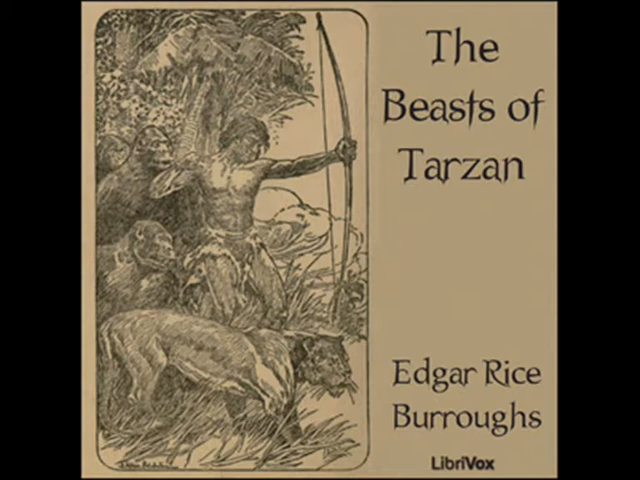 The
Beasts of
Tarzan
Edgar Rice
Burroughs
LibriVox